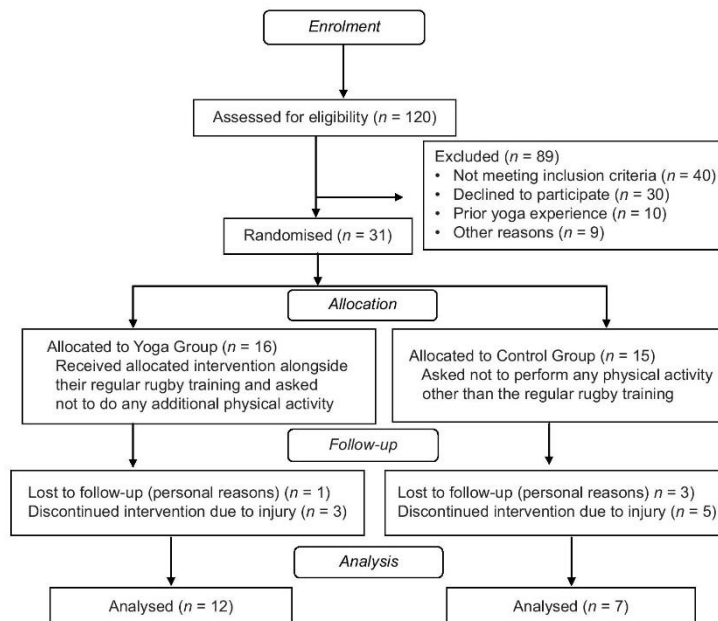 Enrolment
Assessed for eligibility (n = 120)
Excluded (n = 89)
• Not meeting inclusion criteria (n = 40)
• Declined to participate (n = 30)
• Prior yoga experience (n = 10)
• Other reasons (n = 9)
Randomised (n = 31)
Allocation
Allocated to Yoga Group (n = 16)
Received allocated intervention alongside
their regular rugby training and asked
not to do any additional physical activity
Allocated to Control Group (n = 15)
Asked not to perform any physical activity
other than the regular rugby training
Follow-up
Lost to follow-up (personal reasons) (n = 1)
Discontinued intervention due to injury (n = 3)
Lost to follow-up (personal reasons) n = 3)
Discontinued intervention due to injury (n = 5)
Analysis
Analysed (n = 12)
Analysed (n = 7)